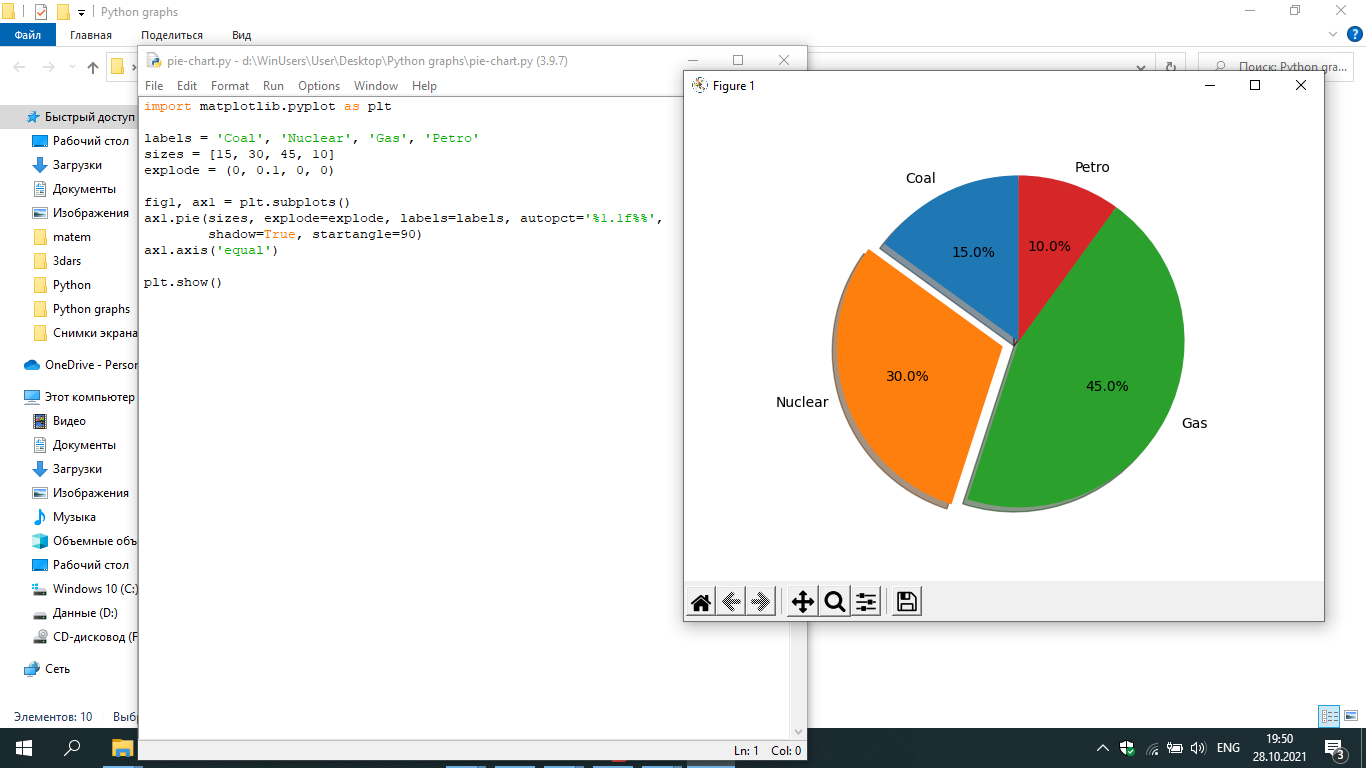 Python graphs
Файл Главная Поделиться Вид
pie-chart.py - d:\WinUsers\User\Desktop\Python graphs\pie-chart.py (3.9.7)
File Edit Format Run Options Window Help
import matplotlib.pyplot as plt
labels = 'Coal', 'Nuclear', 'Gas', 'Petro'
sizes = [15, 30, 45, 10]
explode = (0, 0.1, 0, 0)
fig1, ax1 = plt.subplots()
ax1.pie(sizes, explode=explode, labels=labels, autopct='%1.1f%%',
shadow=True, startangle=90)
ax1.axis('equal')
plt.show()
Ln: 1 Col: 0
Поиск: Python gra...
Figure 1
Petro
Coal
15.0%
10.0%
30.0%
45.0%
Nuclear
Gas
Быстрый доступ
Рабочий стол
Загрузки
Документы
Изображения
matem
3dars
Python
Python graphs
Снимки экрана
OneDrive - Person
Этот компьютер
Видео
Документы
Загрузки
Изображения
Музыка
Объемные объ
Рабочий стол
Windows 10 (C:)
Данные (D:)
CD-дисковод (F
Сеть
Элементов: 10 Выбр
ENG
19:50
28.10.2021
3